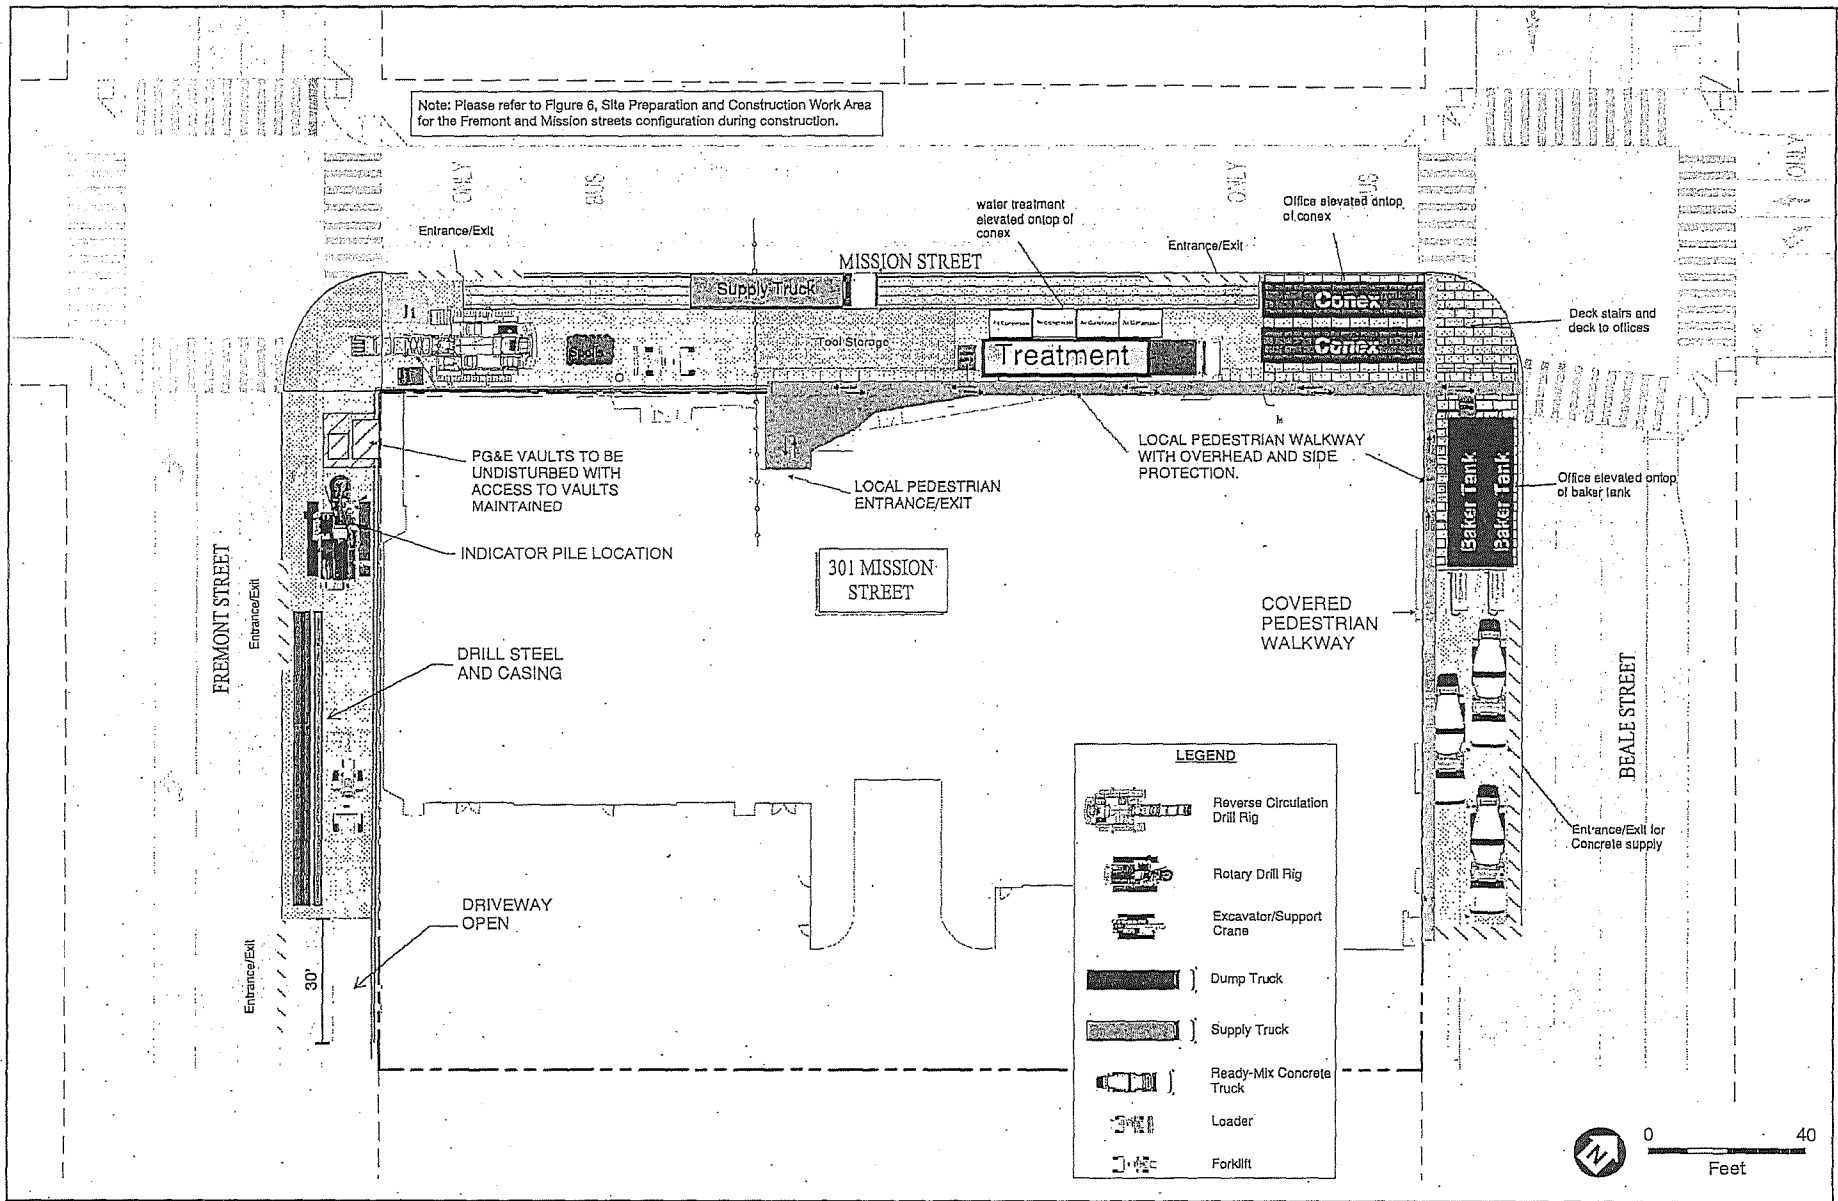 Note: Please refer to Figure 6, Site Preparation and Construction Work Area
for the Fremont and Mission streets configuration during construction.
ONLY
BUS
ONLY
BUS
ONLY
Entrance/Exit
water treatment
elevated ontop of
conex
Entrance/Exit
Office elevated ontop
of conex
MISSION STREET
Supply Truck
Conex
Conex
Deck stairs and
deck to offices
Spoils
Tool Storage
Treatment
PG&E VAULTS TO BE
UNDISTURBED WITH
ACCESS TO VAULTS
MAINTAINED
LOCAL PEDESTRIAN
ENTRANCE/EXIT
LOCAL PEDESTRIAN WALKWAY
WITH OVERHEAD AND SIDE
PROTECTION.
Baker Tank
Baker Tank
Office elevated ontop
of baker tank
INDICATOR PILE LOCATION
FREMONT STREET
Entrance/Exit
301 MISSION
STREET
COVERED
PEDESTRIAN
WALKWAY
DRILL STEEL
AND CASING
BEALE STREET
Entrance/Exit for
Concrete supply
DRIVEWAY
OPEN
Entrance/Exit
30'
LEGEND
Reverse Circulation
Drill Rig
Rotary Drill Rig
Excavator/Support
Crane
Dump Truck
Supply Truck
Ready-Mix Concrete
Truck
Loader
Forklift
N
0 40
Feet